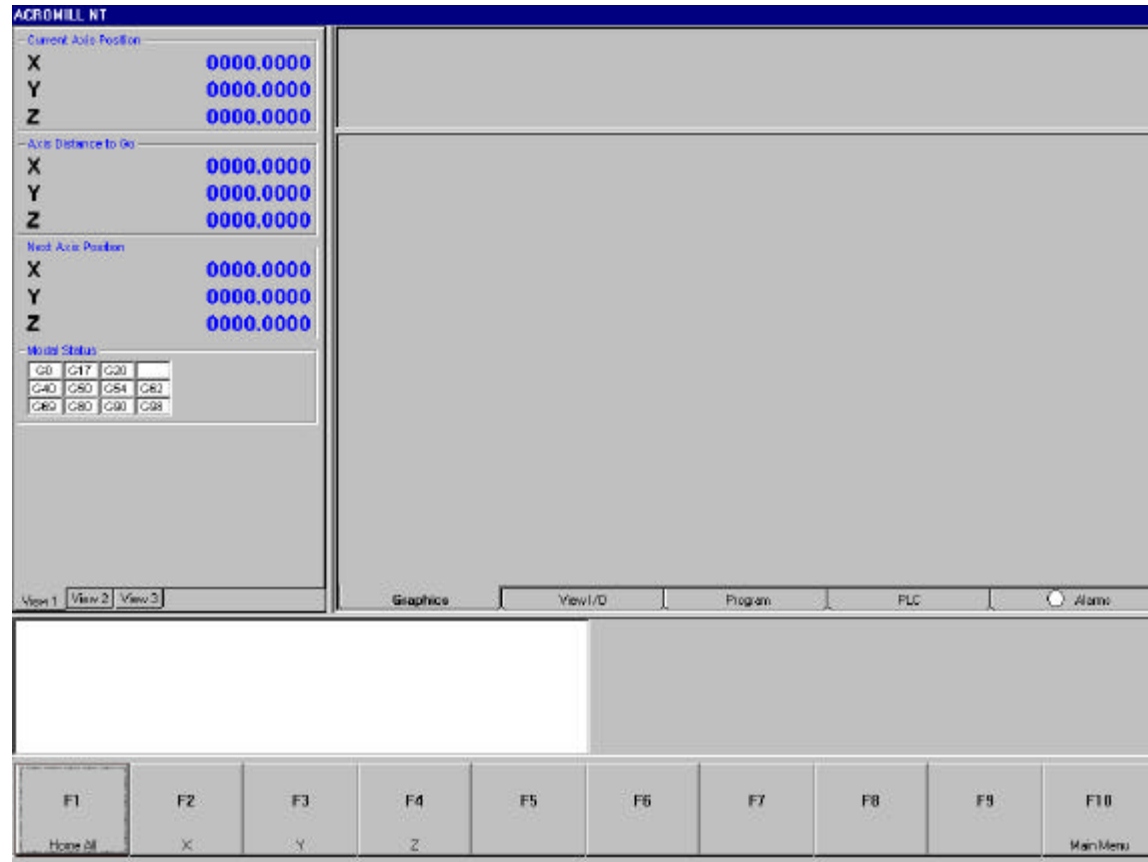 ACROMILL NT
Current Axis Position
X 0000.0000
Y 0000.0000
Z 0000.0000
Axis Distance to Go
X 0000.0000
Y 0000.0000
Z 0000.0000
Next Axis Position
X 0000.0000
Y 0000.0000
Z 0000.0000
Modal Status
G0 G17 G20
G40 G50 G54 G62
G69 G80 G90 G98
View 1 View 2 View 3
Graphics View I/O Program PLC Alarms
F1 F2 F3 F4 F5 F6 F7 F8 F9 F10
Home All X Y Z Main Menu